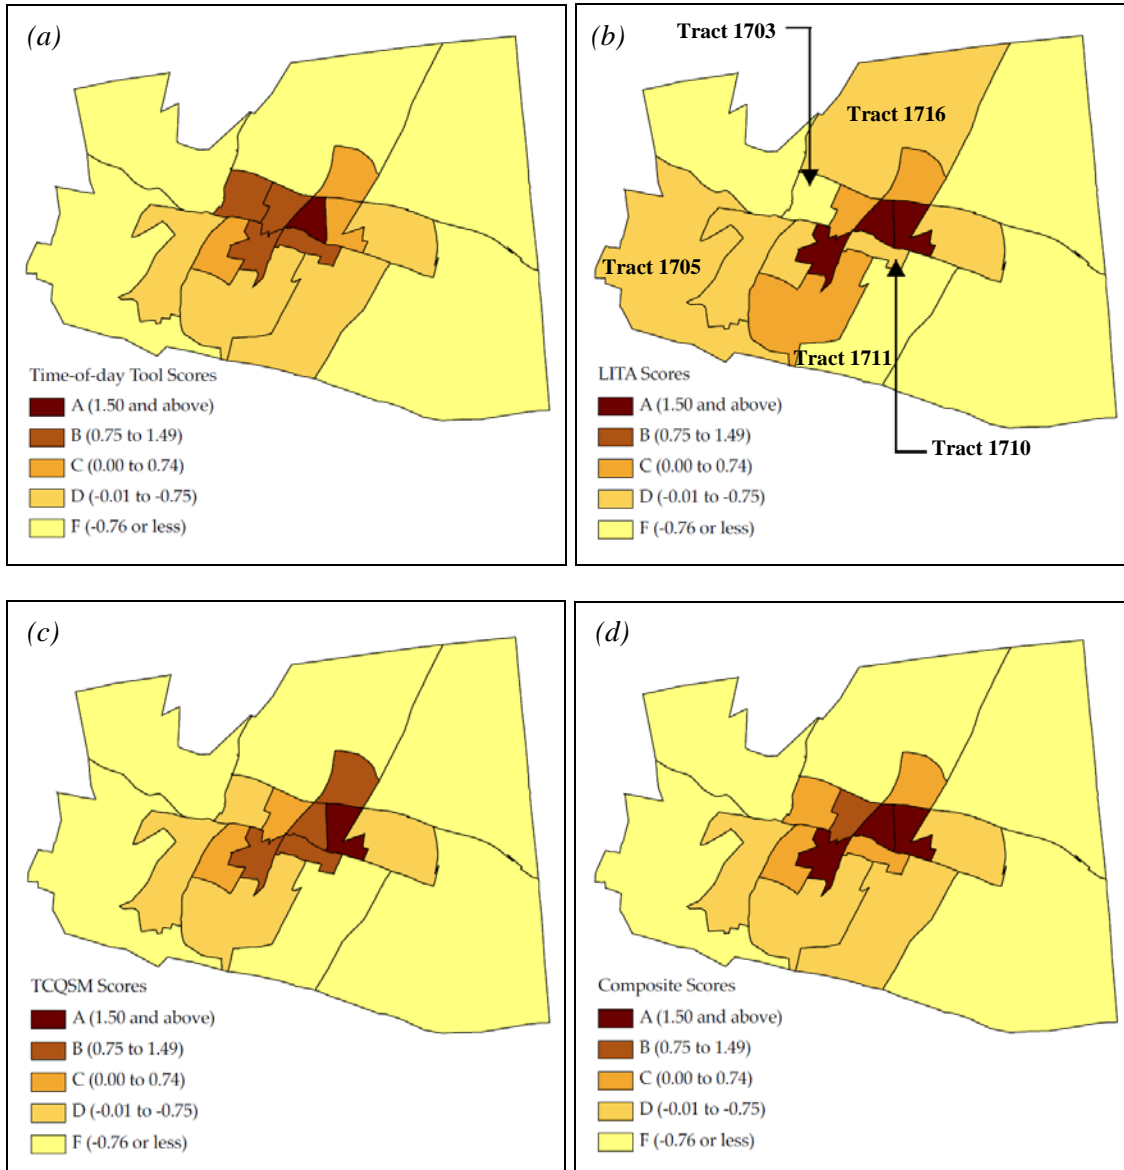 (a)
Time-of-day Tool Scores
A (1.50 and above)
B (0.75 to 1.49)
C (0.00 to 0.74)
D (-0.01 to -0.75)
F (-0.76 or less)
(b)
Tract 1703
Tract 1716
Tract 1705
Tract 1711
Tract 1710
LITA Scores
A (1.50 and above)
B (0.75 to 1.49)
C (0.00 to 0.74)
D (-0.01 to -0.75)
F (-0.76 or less)
(c)
TCQSM Scores
A (1.50 and above)
B (0.75 to 1.49)
C (0.00 to 0.74)
D (-0.01 to -0.75)
F (-0.76 or less)
(d)
Composite Scores
A (1.50 and above)
B (0.75 to 1.49)
C (0.00 to 0.74)
D (-0.01 to -0.75)
F (-0.76 or less)